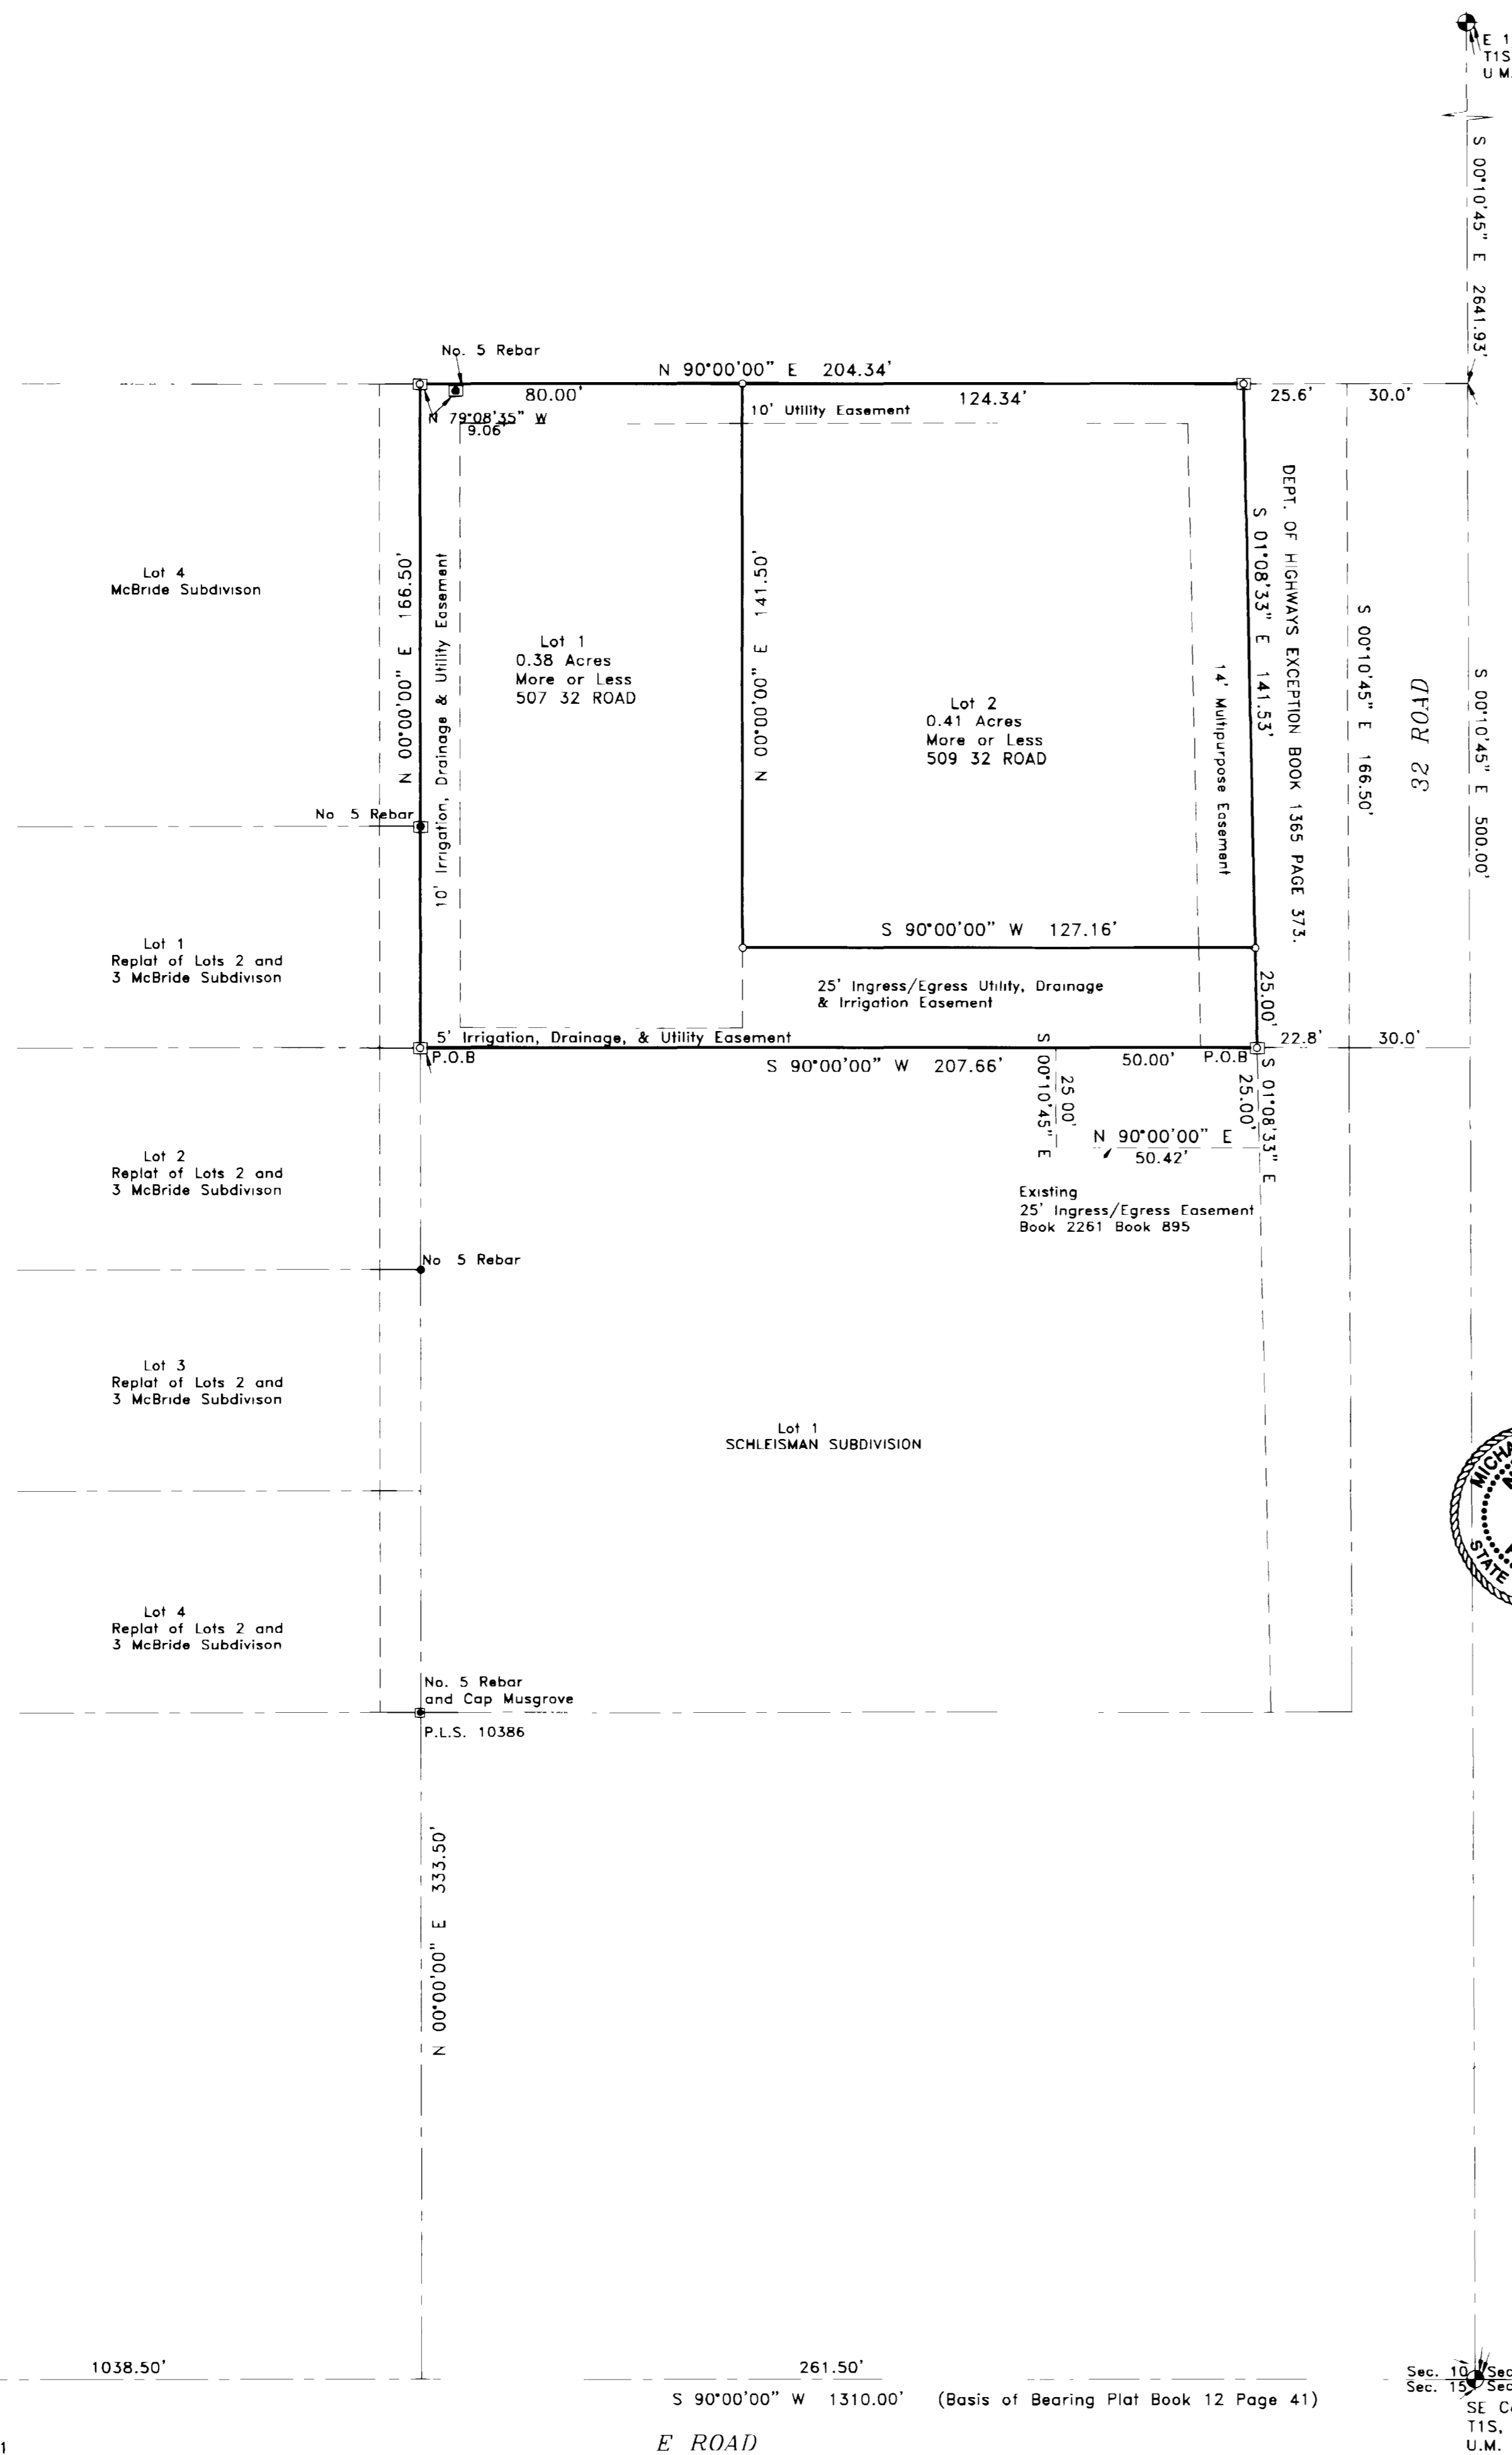 E 1
T1S
U M.
S 00°10'45" E 2641.93'
No. 5 Rebar
N 90°00'00" E 204.34'
80.00'
124.34'
25.6'
30.0'
N 79°08'35" W
9.06'
10' Utility Easement
Lot 4
McBride Subdivison
N 00°00'00" E 166.50'
10' Irrigation, Drainage & Utility Easement
Lot 1
0.38 Acres
More or Less
507 32 ROAD
N 00°00'00" E 141.50'
Lot 2
0.41 Acres
More or Less
509 32 ROAD
14' Multipurpose Easement
S 01°08'33" E 141.53'
DEPT. OF HIGHWAYS EXCEPTION BOOK 1365 PAGE 373.
S 00°10'45" E 166.50'
32 ROAD
S 00°10'45" E 500.00'
No 5 Rebar
Lot 1
Replat of Lots 2 and
3 McBride Subdivison
S 90°00'00" W 127.16'
25' Ingress/Egress Utility, Drainage
& Irrigation Easement
25.00'
5' Irrigation, Drainage, & Utility Easement
P.O.B
S 90°00'00" W 207.66'
50.00'
P.O.B
22.8'
30.0'
S 00°10'45" E
25 00'
25.00'
S 01°08'33" E
N 90°00'00" E
50.42'
Existing
25' Ingress/Egress Easement
Book 2261 Book 895
Lot 2
Replat of Lots 2 and
3 McBride Subdivison
No 5 Rebar
Lot 3
Replat of Lots 2 and
3 McBride Subdivison
Lot 1
SCHLEISMAN SUBDIVISION
MICHA
STATE
Lot 4
Replat of Lots 2 and
3 McBride Subdivison
No. 5 Rebar
and Cap Musgrove
P.L.S. 10386
N 00°00'00" E 333.50'
1038.50'
261.50'
Sec. 10 Sec
Sec. 15 Sec
S 90°00'00" W 1310.00' (Basis of Bearing Plat Book 12 Page 41)
SE C
T1S,
U.M.
E ROAD
1